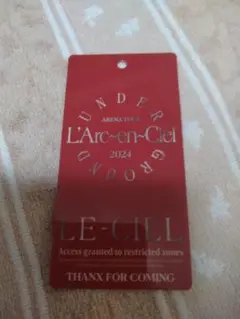 UNDERGROUND
ARENA TOUR
L'Arc~en~Ciel
2024
LE-CIEL
Access granted to restricted zones
THANX FOR COMING